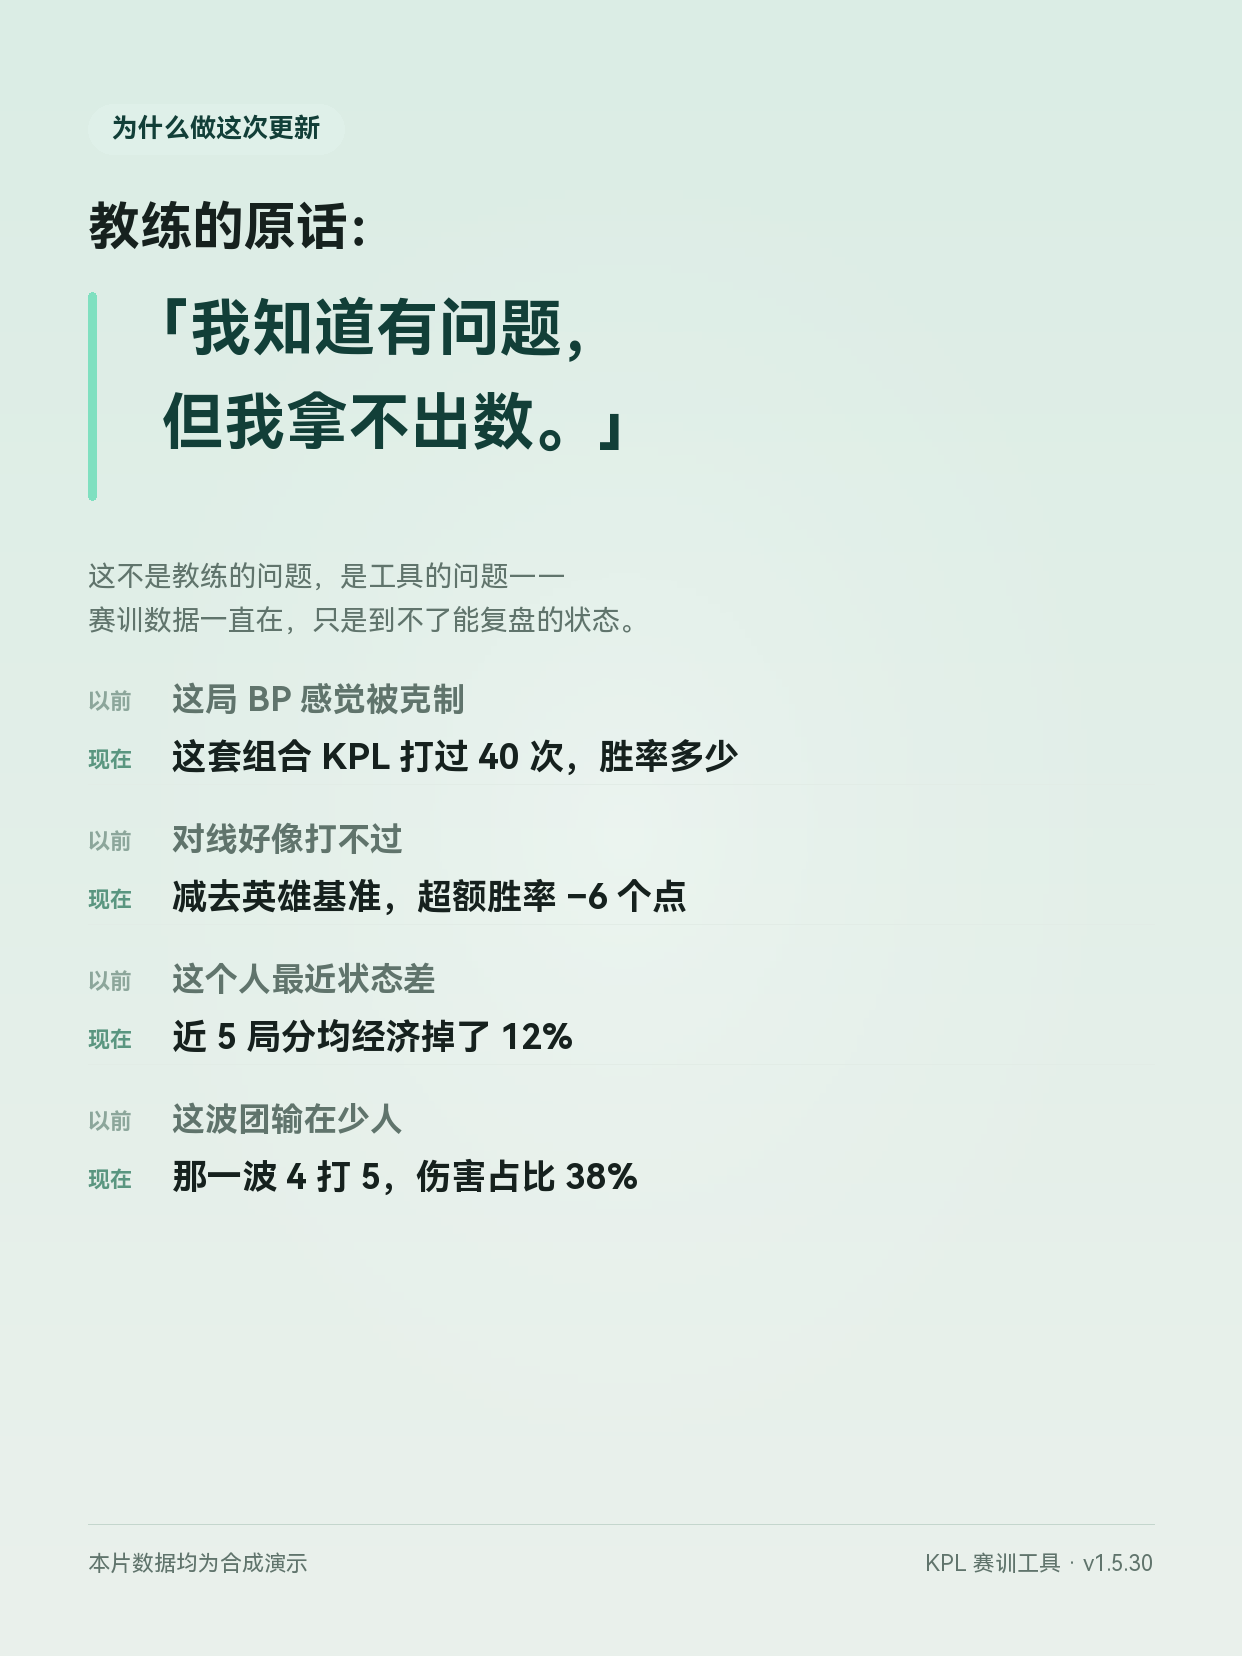 为什么做这次更新
教练的原话：
「我知道有问题，
但我拿不出数。」
这不是教练的问题，是工具的问题——
赛训数据一直在，只是到不了能复盘的状态。
以前 这局 BP 感觉被克制
现在 这套组合 KPL 打过 40 次，胜率多少
以前 对线好像打不过
现在 减去英雄基准，超额胜率 −6 个点
以前 这个人最近状态差
现在 近 5 局分均经济掉了 12%
以前 这波团输在少人
现在 那一波 4 打 5，伤害占比 38%
本片数据均为合成演示
KPL 赛训工具 · v1.5.30